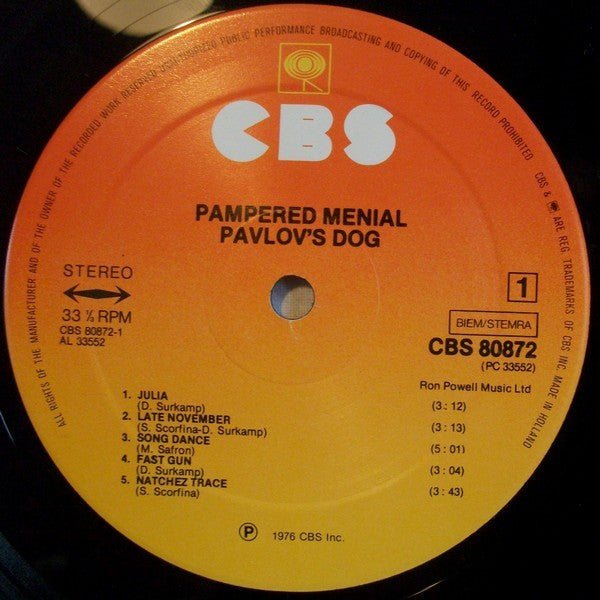 ALL RIGHTS OF THE MANUFACTURER AND OF THE OWNER OF THE RECORDED WORK RESERVED UNAUTHORIZED PUBLIC PERFORMANCE BROADCASTING AND COPYING OF THIS RECORD PROHIBITED CBS & ARE REG. TRADEMARKS OF CBS INC. MADE IN HOLLAND
CBS
PAMPERED MENIAL
PAVLOV'S DOG
STEREO
33 ⅓ RPM
CBS 80872-1
AL 33552
1
BIEM/STEMRA
CBS 80872
(PC 33552)
Ron Powell Music Ltd
1. JULIA
(D. Surkamp) (3:12)
2. LATE NOVEMBER
(S. Scorfina-D. Surkamp) (3:13)
3. SONG DANCE
(M. Safron) (5:01)
4. FAST GUN
(D. Surkamp) (3:04)
5. NATCHEZ TRACE
(S. Scorfina) (3:43)
Ⓟ 1976 CBS Inc.